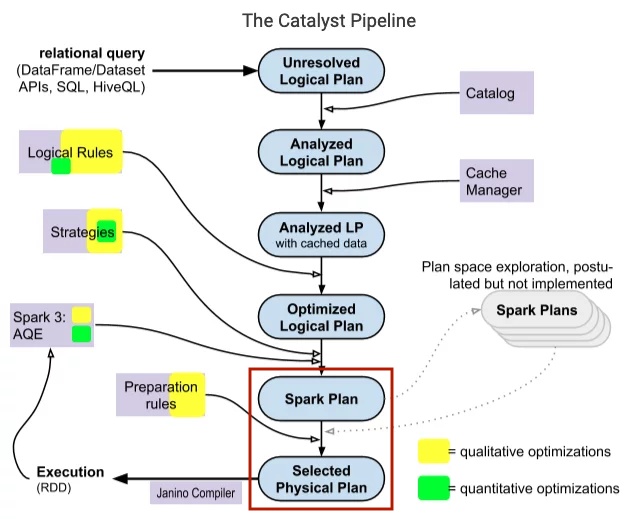 The Catalyst Pipeline
relational query
(DataFrame/Dataset
APIs, SQL, HiveQL)
Unresolved
Logical Plan
Catalog
Analyzed
Logical Plan
Logical Rules
Cache
Manager
Analyzed LP
with cached data
Strategies
Plan space exploration, postu-
lated but not implemented
Optimized
Logical Plan
Spark Plans
Spark 3:
AQE
Preparation
rules
Spark Plan
= qualitative optimizations
Execution
(RDD)
Janino Compiler
Selected
Physical Plan
= quantitative optimizations